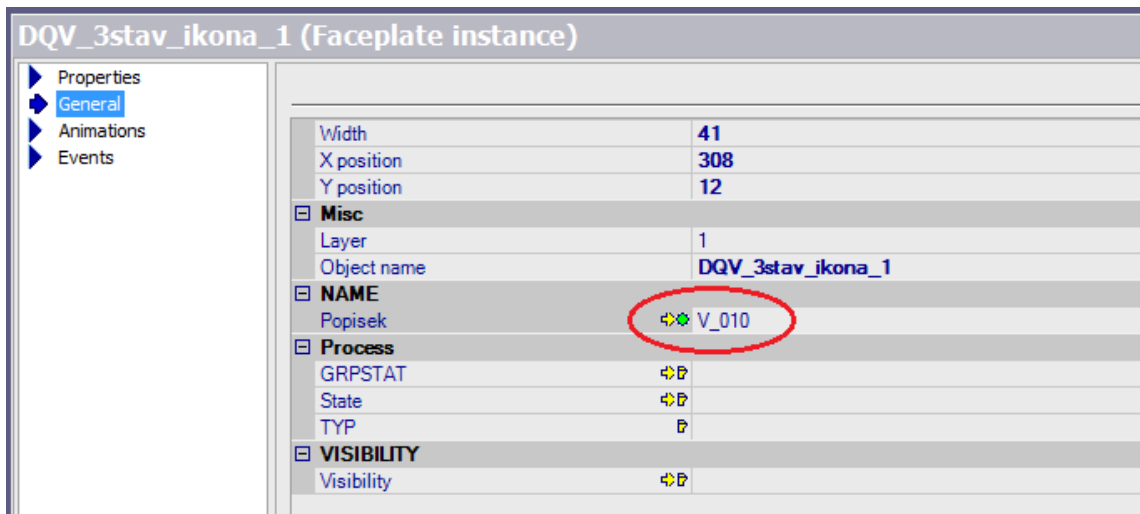 DQV_3stav_ikona_1 (Faceplate instance)
Properties
General
Animations
Events
Width 41
X position 308
Y position 12
Misc
Layer 1
Object name DQV_3stav_ikona_1
NAME
Popisek V_010
Process
GRPSTAT
State
TYP
VISIBILITY
Visibility